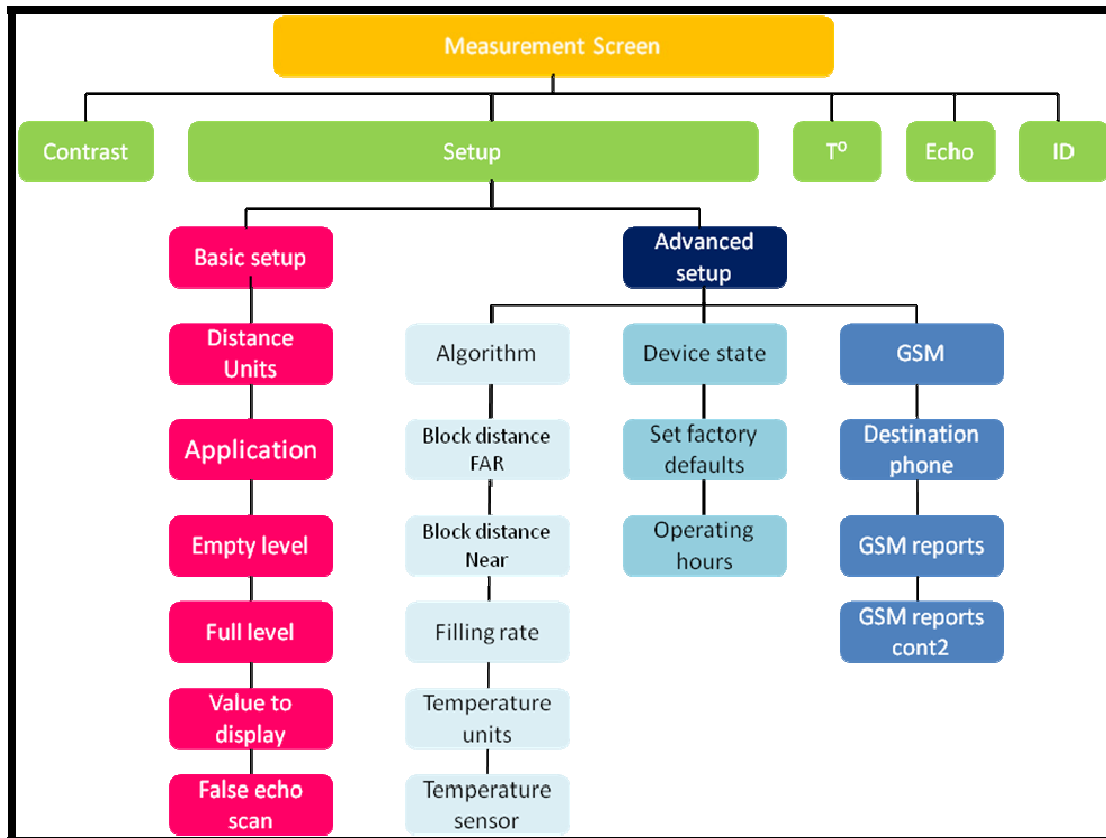 Measurement Screen
Contrast
Setup
T⁰
Echo
ID
Basic setup
Advanced
setup
Distance
Units
Algorithm
Device state
GSM
Application
Block distance
FAR
Set factory
defaults
Destination
phone
Empty level
Block distance
Near
Operating
hours
GSM reports
Full level
Filling rate
GSM reports
cont2
Value to
display
Temperature
units
False echo
scan
Temperature
sensor